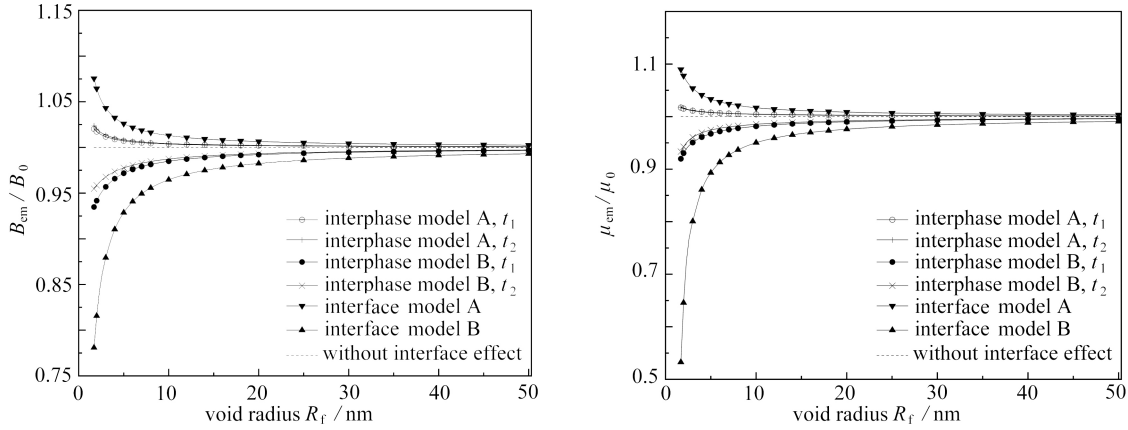 B_em / B_0
1.15
1.05
0.95
0.85
0.75
interphase model A, t_1
interphase model A, t_2
interphase model B, t_1
interphase model B, t_2
interface model A
interface model B
without interface effect
0 10 20 30 40 50
void radius R_f / nm
μ_em / μ_0
1.1
0.9
0.7
0.5
interphase model A, t_1
interphase model A, t_2
interphase model B, t_1
interphase model B, t_2
interface model A
interface model B
without interface effect
0 10 20 30 40 50
void radius R_f / nm